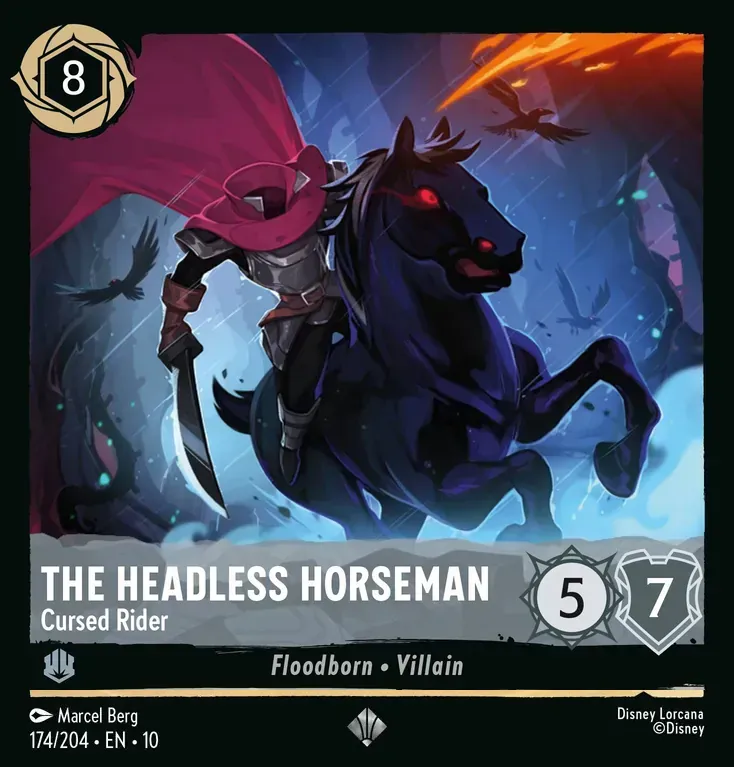 8
THE HEADLESS HORSEMAN
Cursed Rider
5
7
Floodborn • Villain
Marcel Berg
Disney Lorcana
174/204 • EN • 10
©Disney